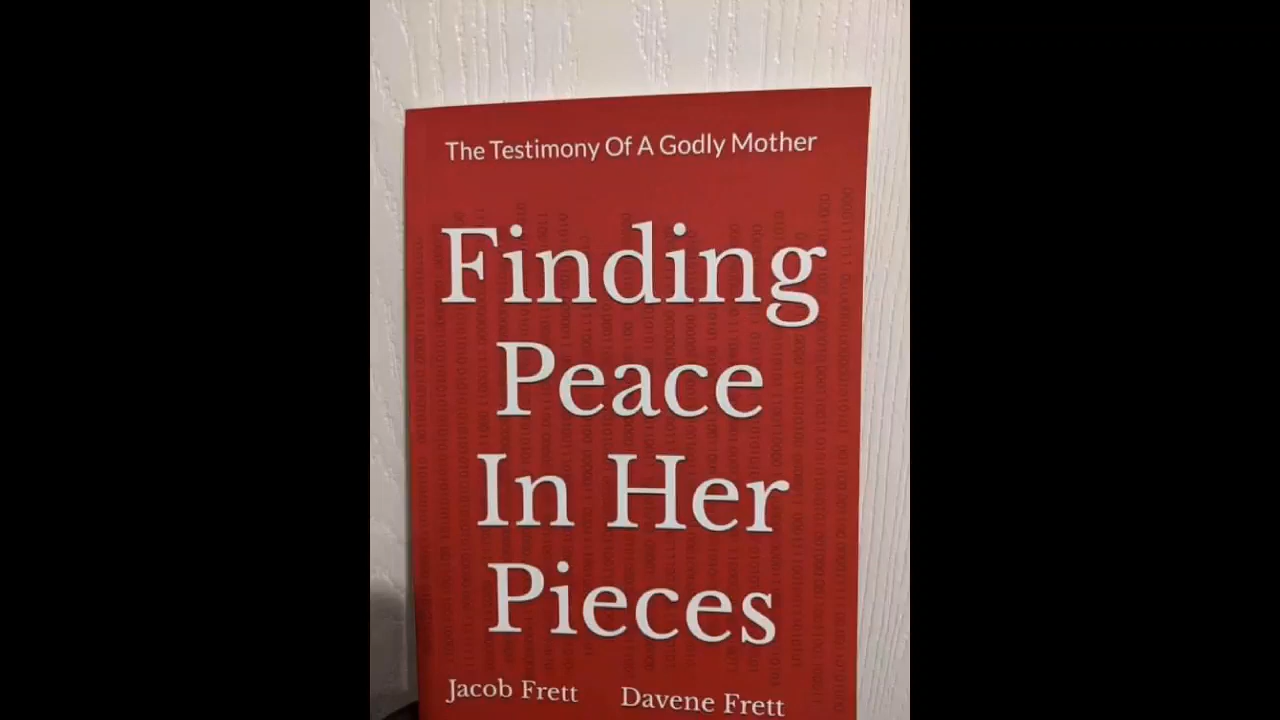 The Testimony Of A Godly Mother
Finding
Peace
In Her
Pieces
Jacob Frett Davene Frett